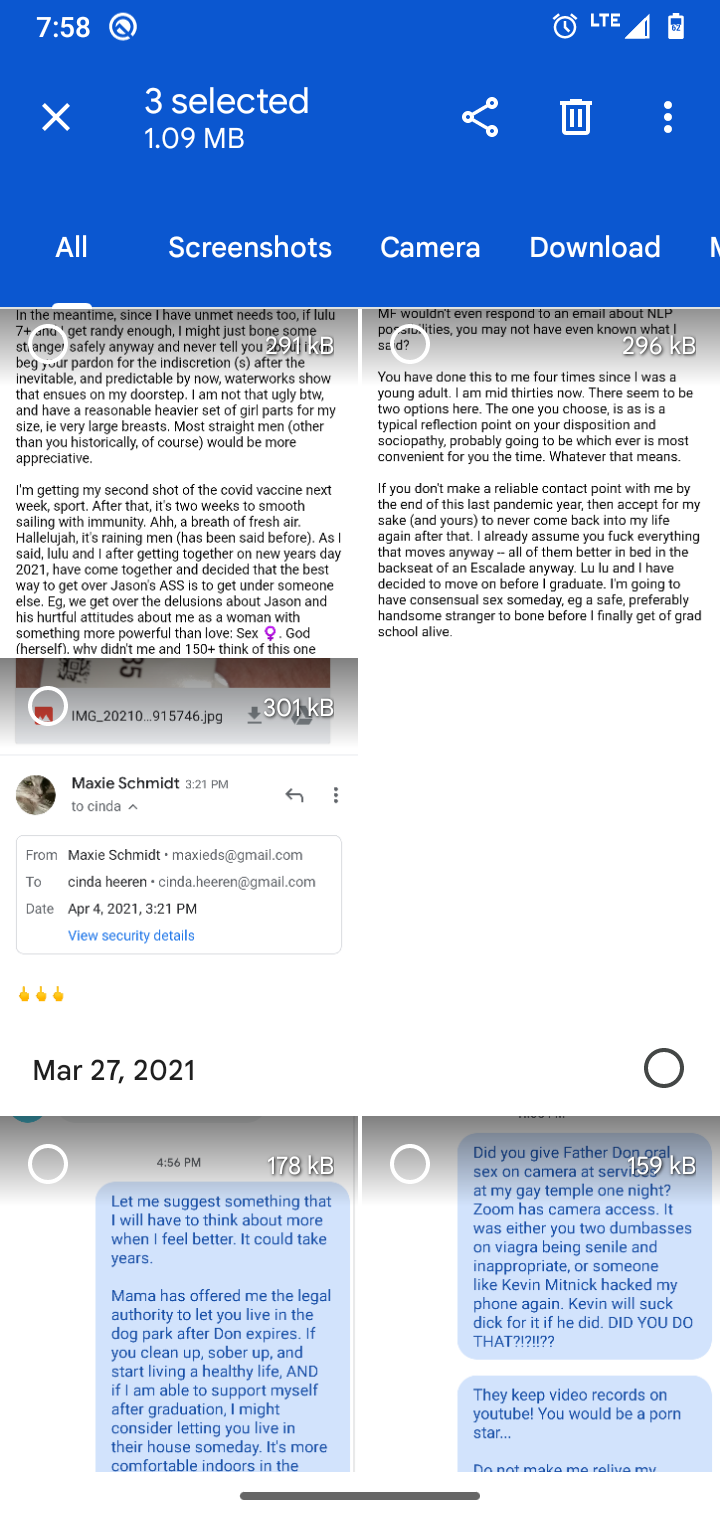 7:58
LTE
62
3 selected
1.09 MB
All
Screenshots
Camera
Download
In the meantime, since I have unmet needs too, if lulu
7+ and I get randy enough, I might just bone some
stranger safely anyway and never tell you
291 kB
beg your pardon for the indiscretion (s) after the
inevitable, and predictable by now, waterworks show
that ensues on my doorstep. I am not that ugly btw,
and have a reasonable heavier set of girl parts for my
size, ie very large breasts. Most straight men (other
than you historically, of course) would be more
appreciative.
I'm getting my second shot of the covid vaccine next
week, sport. After that, it's two weeks to smooth
sailing with immunity. Ahh, a breath of fresh air.
Hallelujah, it's raining men (has been said before). As I
said, lulu and I after getting together on new years day
2021, have come together and decided that the best
way to get over Jason's ASS is to get under someone
else. Eg, we get over the delusions about Jason and
his hurtful attitudes about me as a woman with
something more powerful than love: Sex ♀. God
(herself), why didn't me and 150+ think of this one
MF wouldn't even respond to an email about NLP
possibilities, you may not have even known what I
said?
296 kB
You have done this to me four times since I was a
young adult. I am mid thirties now. There seem to be
two options here. The one you choose, is as is a
typical reflection point on your disposition and
sociopathy, probably going to be which ever is most
convenient for you the time. Whatever that means.
If you don't make a reliable contact point with me by
the end of this last pandemic year, then accept for my
sake (and yours) to never come back into my life
again after that. I already assume you fuck everything
that moves anyway -- all of them better in bed in the
backseat of an Escalade anyway. Lu lu and I have
decided to move on before I graduate. I'm going to
have consensual sex someday, eg a safe, preferably
handsome stranger to bone before I finally get of grad
school alive.
35
301 kB
IMG_20210...915746.jpg
Maxie Schmidt 3:21 PM
to cinda
From Maxie Schmidt • maxieds@gmail.com
To cinda heeren • cinda.heeren@gmail.com
Date Apr 4, 2021, 3:21 PM
View security details
🖕🖕🖕
Mar 27, 2021
4:56 PM
178 kB
Let me suggest something that
I will have to think about more
when I feel better. It could take
years.
Mama has offered me the legal
authority to let you live in the
dog park after Don expires. If
you clean up, sober up, and
start living a healthy life, AND
if I am able to support myself
after graduation, I might
consider letting you live in
their house someday. It's more
comfortable indoors in the
Did you give Father Don oral
sex on camera at services
159 kB
at my gay temple one night?
Zoom has camera access. It
was either you two dumbasses
on viagra being senile and
inappropriate, or someone
like Kevin Mitnick hacked my
phone again. Kevin will suck
dick for it if he did. DID YOU DO
THAT?!?!!??
They keep video records on
youtube! You would be a porn
star...
Do not make me relive my